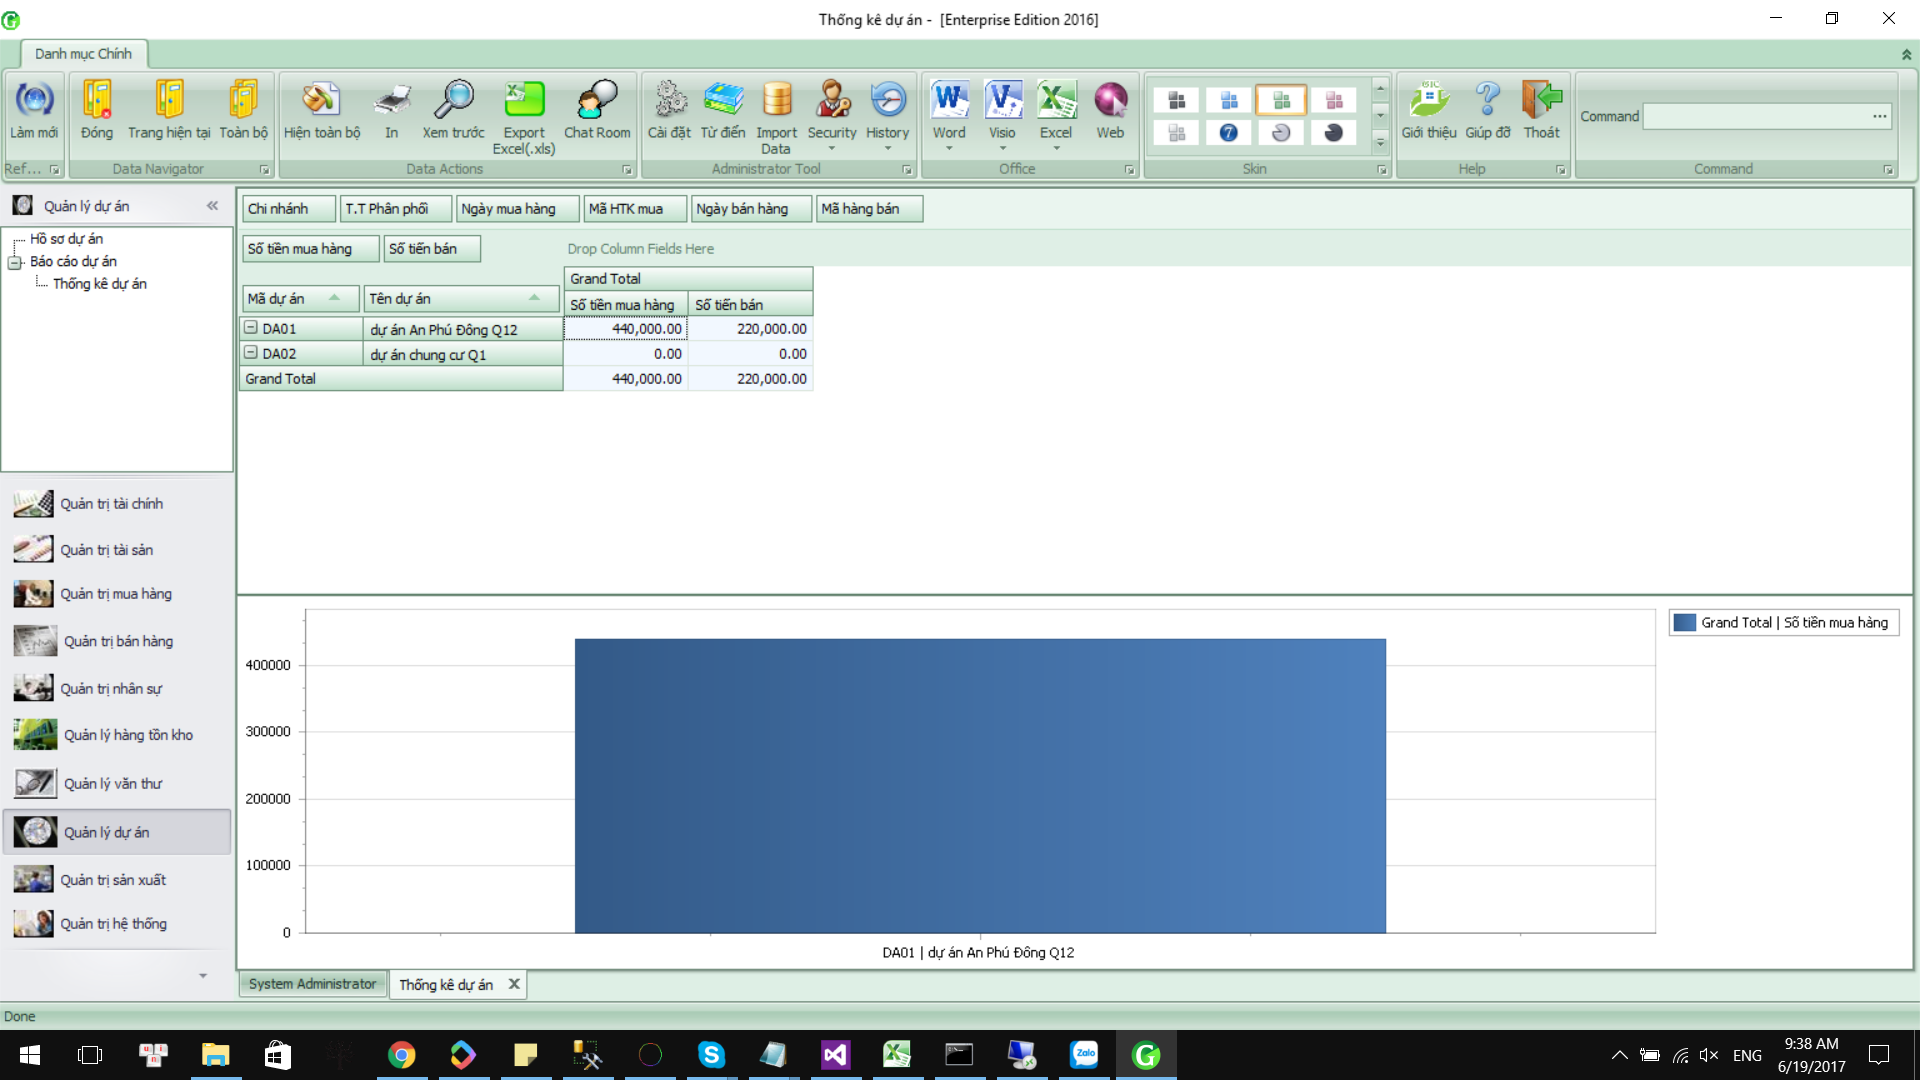 Thống kê dự án -  [Enterprise Edition 2016]
Danh mục Chính
Làm mới
Đóng
Trang hiện tại
Toàn bộ
Hiện toàn bộ
In
Xem trước
Export Excel(.xls)
Chat Room
Cài đặt
Từ điển
Import Data
Security
History
Word
Visio
Excel
Web
Giới thiệu
Giúp đỡ
Thoát
Command
Ref...
Data Navigator
Data Actions
Administrator Tool
Office
Skin
Help
Command
Quản lý dự án
Hồ sơ dự án
Báo cáo dự án
Thống kê dự án
Quản trị tài chính
Quản trị tài sản
Quản trị mua hàng
Quản trị bán hàng
Quản trị nhân sự
Quản lý hàng tồn kho
Quản lý văn thư
Quản lý dự án
Quản trị sản xuất
Quản trị hệ thống
Chi nhánh
T.T Phân phối
Ngày mua hàng
Mã HTK mua
Ngày bán hàng
Mã hàng bán
Số tiền mua hàng
Số tiến bán
Drop Column Fields Here
Grand Total
Mã dự án
Tên dự án
Số tiền mua hàng
Số tiến bán
DA01 dự án An Phú Đông Q12 440,000.00 220,000.00
DA02 dự án chung cư Q1 0.00 0.00
Grand Total 440,000.00 220,000.00
400000
300000
200000
100000
0
DA01 | dự án An Phú Đông Q12
Grand Total | Số tiền mua hàng
System Administrator
Thống kê dự án
Done
Zalo
ENG
9:38 AM
6/19/2017